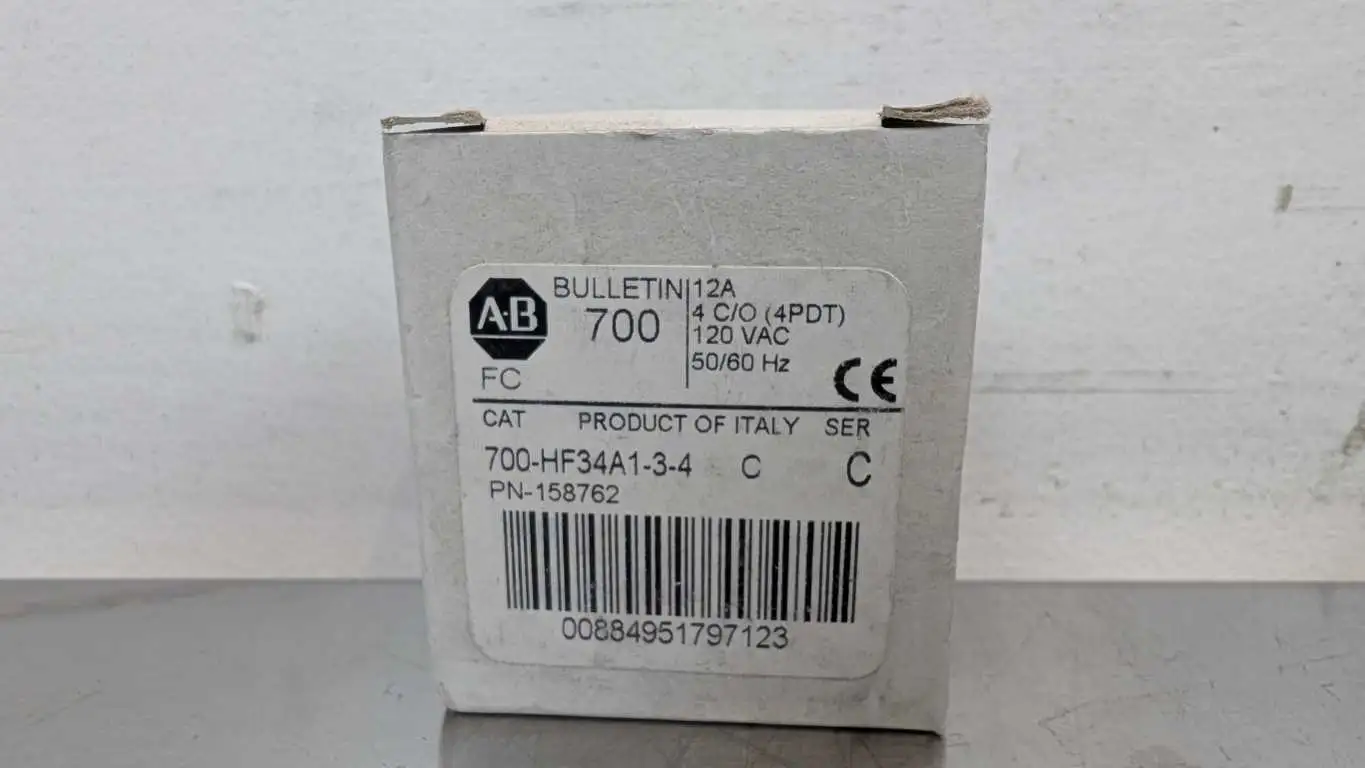 A-B
BULLETIN
700
FC
12A
4 C/O (4PDT)
120 VAC
50/60 Hz
CE
CAT PRODUCT OF ITALY SER
700-HF34A1-3-4 C C
PN-158762
00884951797123